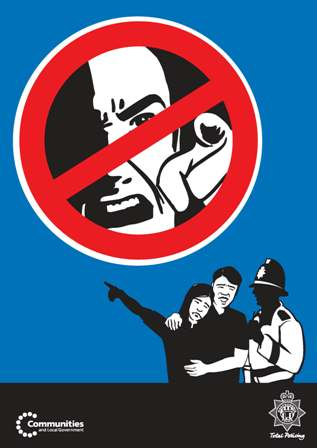 Communities
and Local Government
Total Policing